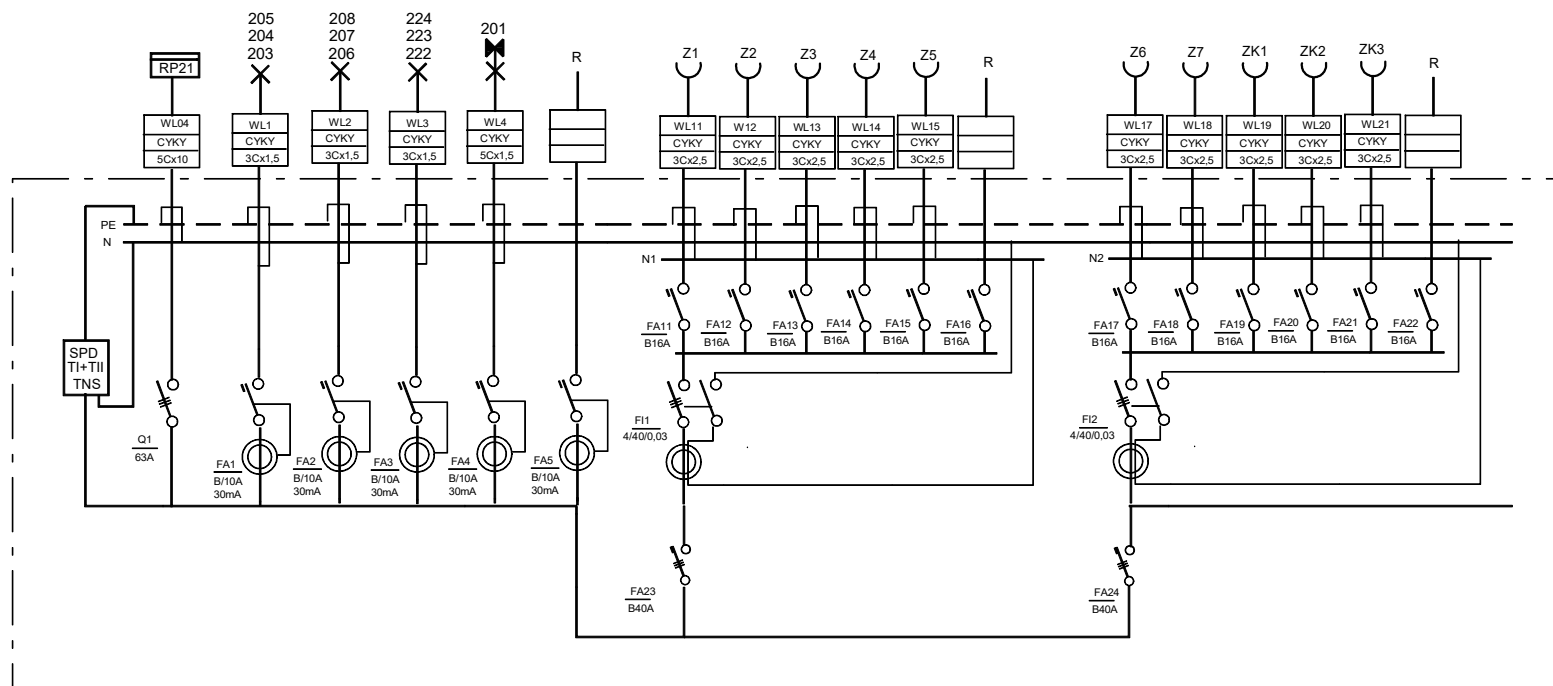 205
204
203
208
207
206
224
223
222
201
RP21
R
Z1
Z2
Z3
Z4
Z5
R
Z6
Z7
ZK1
ZK2
ZK3
R
WL04
CYKY
5Cx10
WL1
CYKY
3Cx1,5
WL2
CYKY
3Cx1,5
WL3
CYKY
3Cx1,5
WL4
CYKY
5Cx1,5
WL11
CYKY
3Cx2,5
W12
CYKY
3Cx2,5
WL13
CYKY
3Cx2,5
WL14
CYKY
3Cx2,5
WL15
CYKY
3Cx2,5
WL17
CYKY
3Cx2,5
WL18
CYKY
3Cx2,5
WL19
CYKY
3Cx2,5
WL20
CYKY
3Cx2,5
WL21
CYKY
3Cx2,5
PE
N
N1
N2
FA11
B16A
FA12
B16A
FA13
B16A
FA14
B16A
FA15
B16A
FA16
B16A
FA17
B16A
FA18
B16A
FA19
B16A
FA20
B16A
FA21
B16A
FA22
B16A
SPD
TI+TII
TNS
Q1
63A
FA1
B/10A
30mA
FA2
B/10A
30mA
FA3
B/10A
30mA
FA4
B/10A
30mA
FA5
B/10A
30mA
FI1
4/40/0,03
FI2
4/40/0,03
FA23
B40A
FA24
B40A